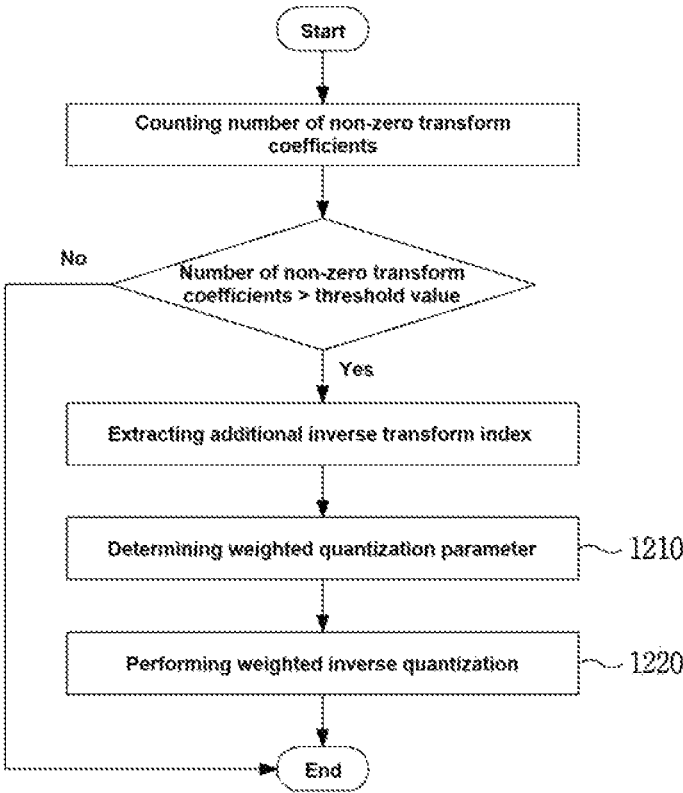 Start
Counting number of non-zero transform
coefficients
No
Number of non-zero transform
coefficients > threshold value
Yes
Extracting additional inverse transform index
Determining weighted quantization parameter
1210
Performing weighted inverse quantization
1220
End